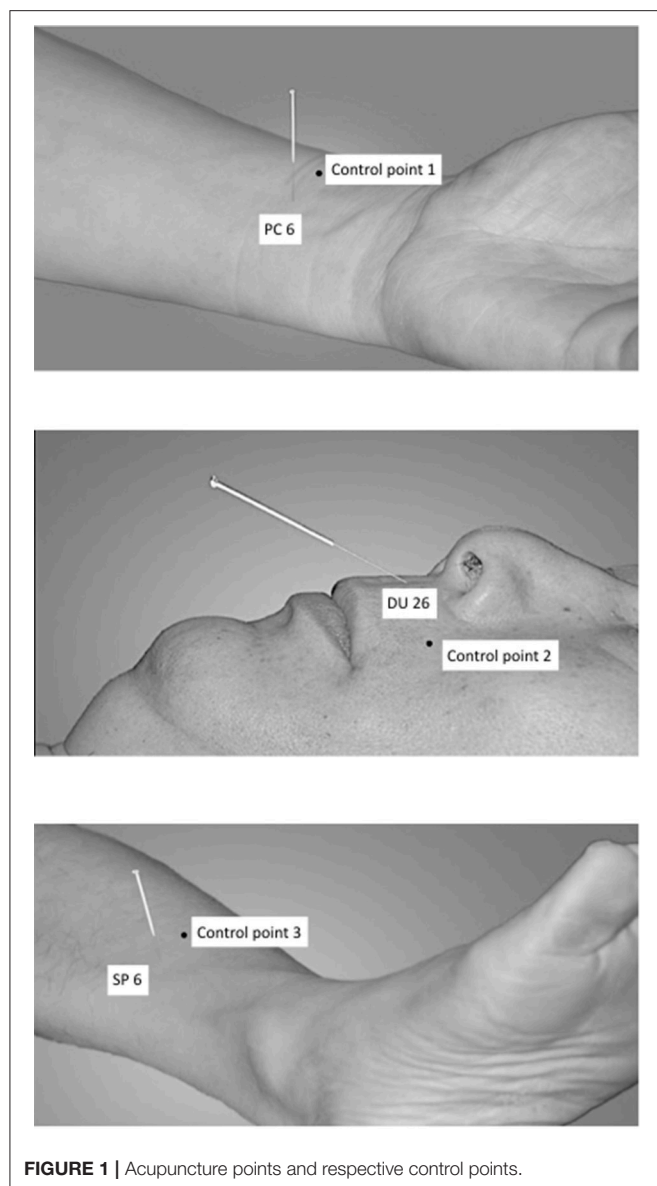 Control point 1
PC 6
DU 26
Control point 2
Control point 3
SP 6
FIGURE 1 | Acupuncture points and respective control points.